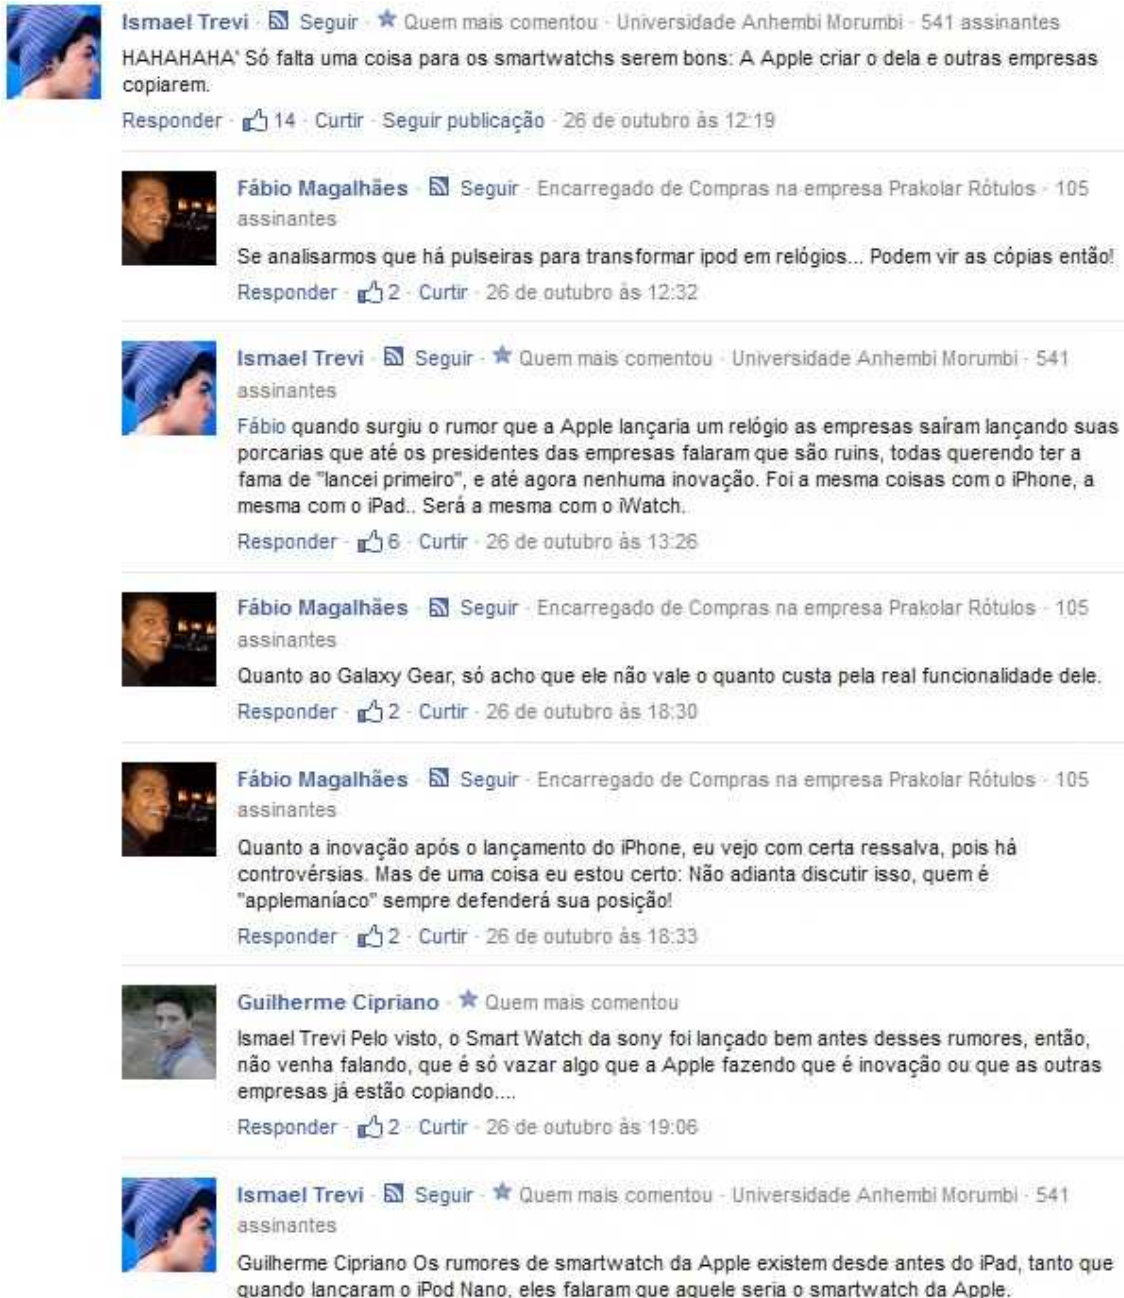 Ismael Trevi · Seguir · Quem mais comentou · Universidade Anhembi Morumbi · 541 assinantes
HAHAHAHA' Só falta uma coisa para os smartwatchs serem bons: A Apple criar o dela e outras empresas
copiarem.
Responder · 14 · Curtir · Seguir publicação · 26 de outubro às 12:19
Fábio Magalhães · Seguir · Encarregado de Compras na empresa Prakolar Rótulos · 105
assinantes
Se analisarmos que há pulseiras para transformar ipod em relógios... Podem vir as cópias então!
Responder · 2 · Curtir · 26 de outubro às 12:32
Ismael Trevi · Seguir · Quem mais comentou · Universidade Anhembi Morumbi · 541
assinantes
Fábio quando surgiu o rumor que a Apple lançaria um relógio as empresas saíram lançando suas
porcarias que até os presidentes das empresas falaram que são ruins, todas querendo ter a
fama de "lancei primeiro", e até agora nenhuma inovação. Foi a mesma coisas com o iPhone, a
mesma com o iPad.. Será a mesma com o iWatch.
Responder · 6 · Curtir · 26 de outubro às 13:26
Fábio Magalhães · Seguir · Encarregado de Compras na empresa Prakolar Rótulos · 105
assinantes
Quanto ao Galaxy Gear, só acho que ele não vale o quanto custa pela real funcionalidade dele.
Responder · 2 · Curtir · 26 de outubro às 18:30
Fábio Magalhães · Seguir · Encarregado de Compras na empresa Prakolar Rótulos · 105
assinantes
Quanto a inovação após o lançamento do iPhone, eu vejo com certa ressalva, pois há
controvérsias. Mas de uma coisa eu estou certo: Não adianta discutir isso, quem é
"applemaníaco" sempre defenderá sua posição!
Responder · 2 · Curtir · 26 de outubro às 18:33
Guilherme Cipriano · Quem mais comentou
Ismael Trevi Pelo visto, o Smart Watch da sony foi lançado bem antes desses rumores, então,
não venha falando, que é só vazar algo que a Apple fazendo que é inovação ou que as outras
empresas já estão copiando....
Responder · 2 · Curtir · 26 de outubro às 19:06
Ismael Trevi · Seguir · Quem mais comentou · Universidade Anhembi Morumbi · 541
assinantes
Guilherme Cipriano Os rumores de smartwatch da Apple existem desde antes do iPad, tanto que
quando lançaram o iPod Nano, eles falaram que aquele seria o smartwatch da Apple.